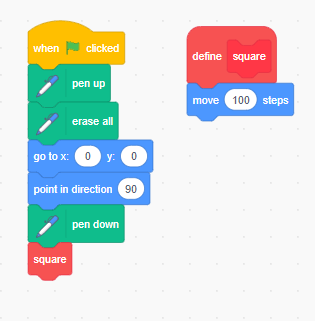 when clicked
pen up
erase all
go to x: 0 y: 0
point in direction 90
pen down
square
define square
move 100 steps